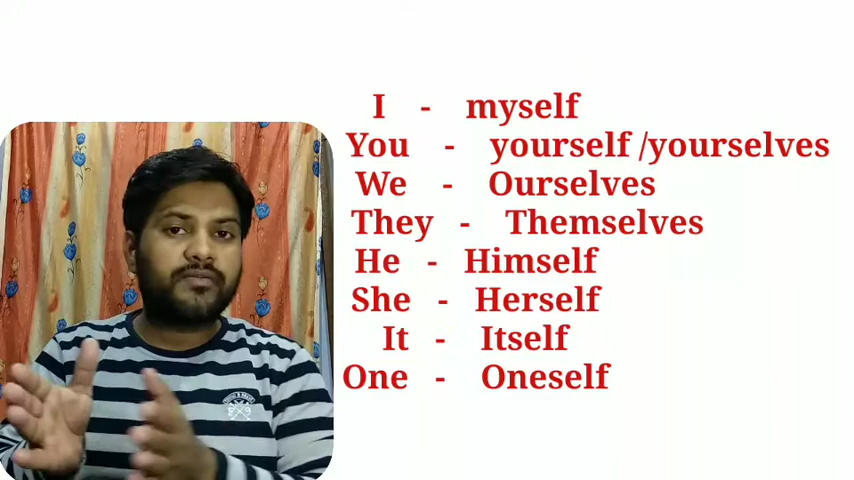 I - myself
You - yourself /yourselves
We - Ourselves
They - Themselves
He - Himself
She - Herself
It - Itself
One - Oneself